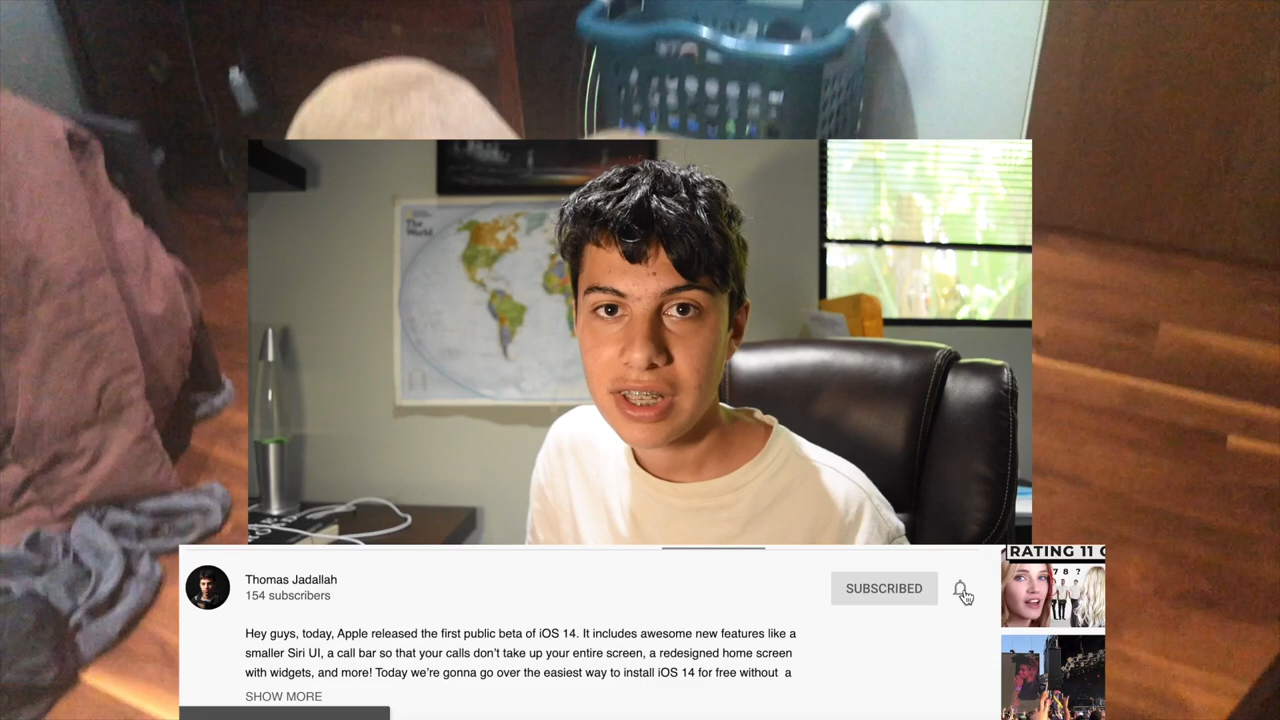 The
World
RATING 11
7 8 ?
Thomas Jadallah
154 subscribers
SUBSCRIBED
Hey guys, today, Apple released the first public beta of iOS 14. It includes awesome new features like a
smaller Siri UI, a call bar so that your calls don't take up your entire screen, a redesigned home screen
with widgets, and more! Today we're gonna go over the easiest way to install iOS 14 for free without a
SHOW MORE